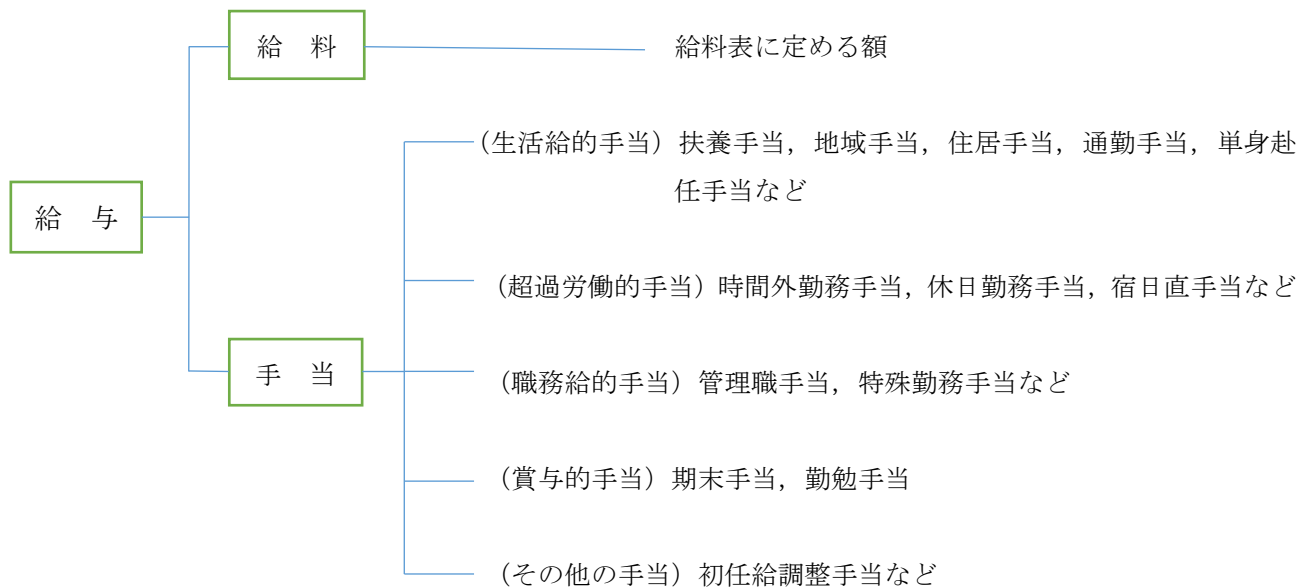 給 料
給料表に定める額
(生活給的手当)扶養手当,地域手当,住居手当,通勤手当,単身赴
任手当など
給 与
(超過労働的手当)時間外勤務手当,休日勤務手当,宿日直手当など
手 当
(職務給的手当)管理職手当,特殊勤務手当など
(賞与的手当)期末手当,勤勉手当
(その他の手当)初任給調整手当など